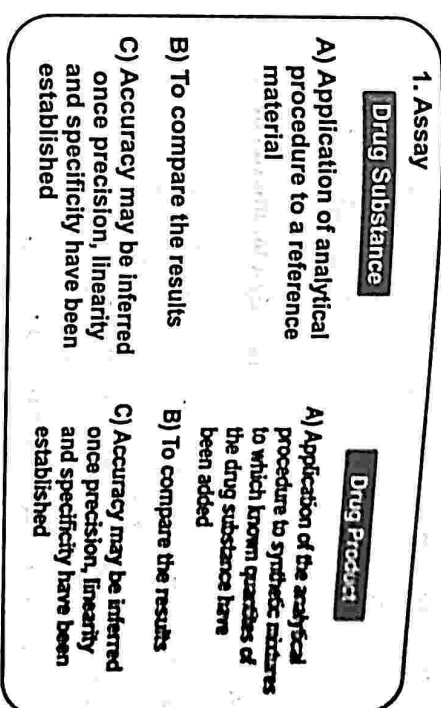 1. Assay
Drug Substance
A) Application of analytical
procedure to a reference
material
B) To compare the results
C) Accuracy may be inferred
once precision, linearity
and specificity have been
established
Drug Product
A) Application of the analytical
procedure to synthetic mixtures
to which known quantities of
the drug substance have
been added
B) To compare the results
C) Accuracy may be inferred
once precision, linearity
and specificity have been
established